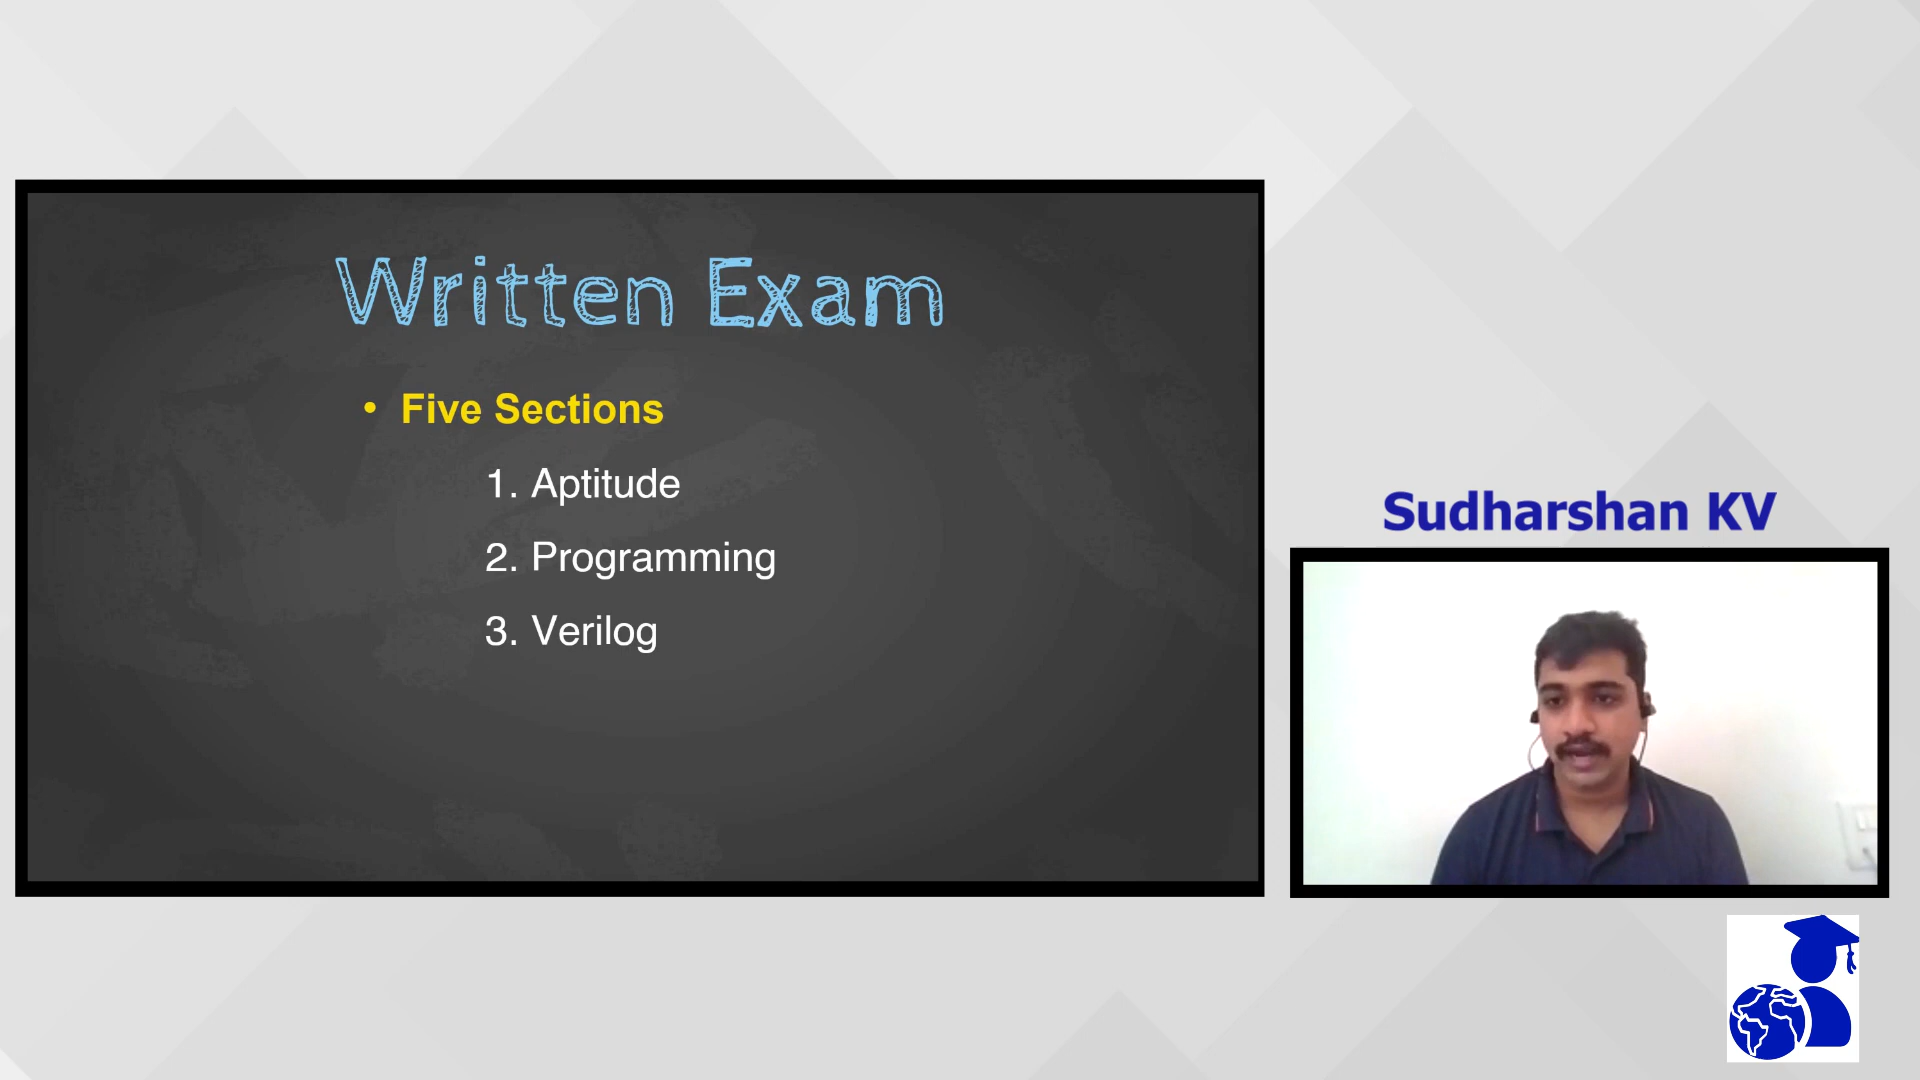 Written Exam
• Five Sections
1. Aptitude
2. Programming
3. Verilog
Sudharshan KV